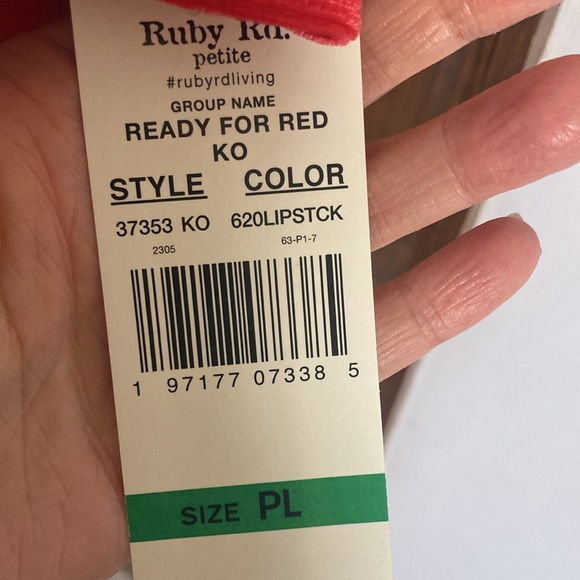 Ruby Rd.
petite
#rubyrdliving
GROUP NAME
READY FOR RED
KO
STYLE COLOR
37353 KO 620LIPSTCK
2305 63-P1-7
1 97177 07338 5
SIZE PL